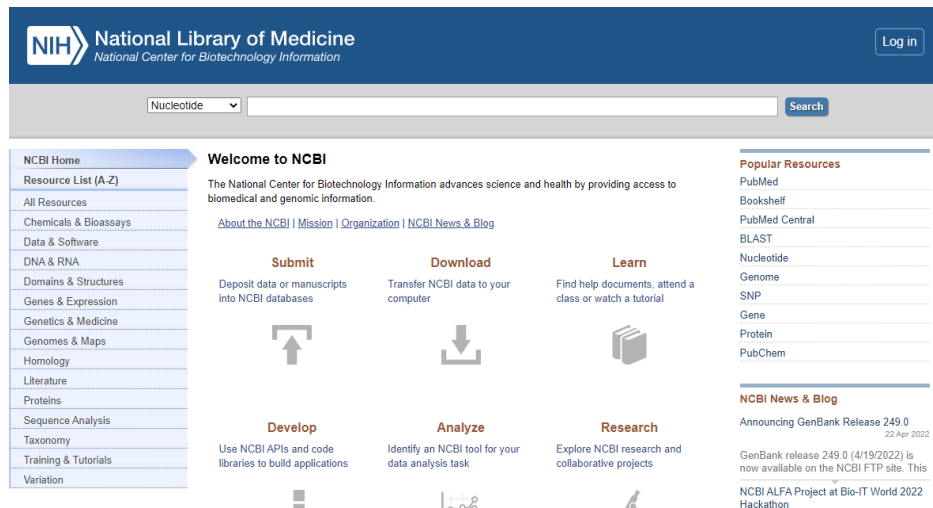 NIH
National Library of Medicine
National Center for Biotechnology Information
Log in
Nucleotide
Search
NCBI Home
Resource List (A-Z)
All Resources
Chemicals & Bioassays
Data & Software
DNA & RNA
Domains & Structures
Genes & Expression
Genetics & Medicine
Genomes & Maps
Homology
Literature
Proteins
Sequence Analysis
Taxonomy
Training & Tutorials
Variation
Welcome to NCBI
The National Center for Biotechnology Information advances science and health by providing access to
biomedical and genomic information.
About the NCBI | Mission | Organization | NCBI News & Blog
Submit
Deposit data or manuscripts
into NCBI databases
Download
Transfer NCBI data to your
computer
Learn
Find help documents, attend a
class or watch a tutorial
Develop
Use NCBI APIs and code
libraries to build applications
Analyze
Identify an NCBI tool for your
data analysis task
Research
Explore NCBI research and
collaborative projects
Popular Resources
PubMed
Bookshelf
PubMed Central
BLAST
Nucleotide
Genome
SNP
Gene
Protein
PubChem
NCBI News & Blog
Announcing GenBank Release 249.0
22 Apr 2022
GenBank release 249.0 (4/19/2022) is
now available on the NCBI FTP site. This
NCBI ALFA Project at Bio-IT World 2022
Hackathon